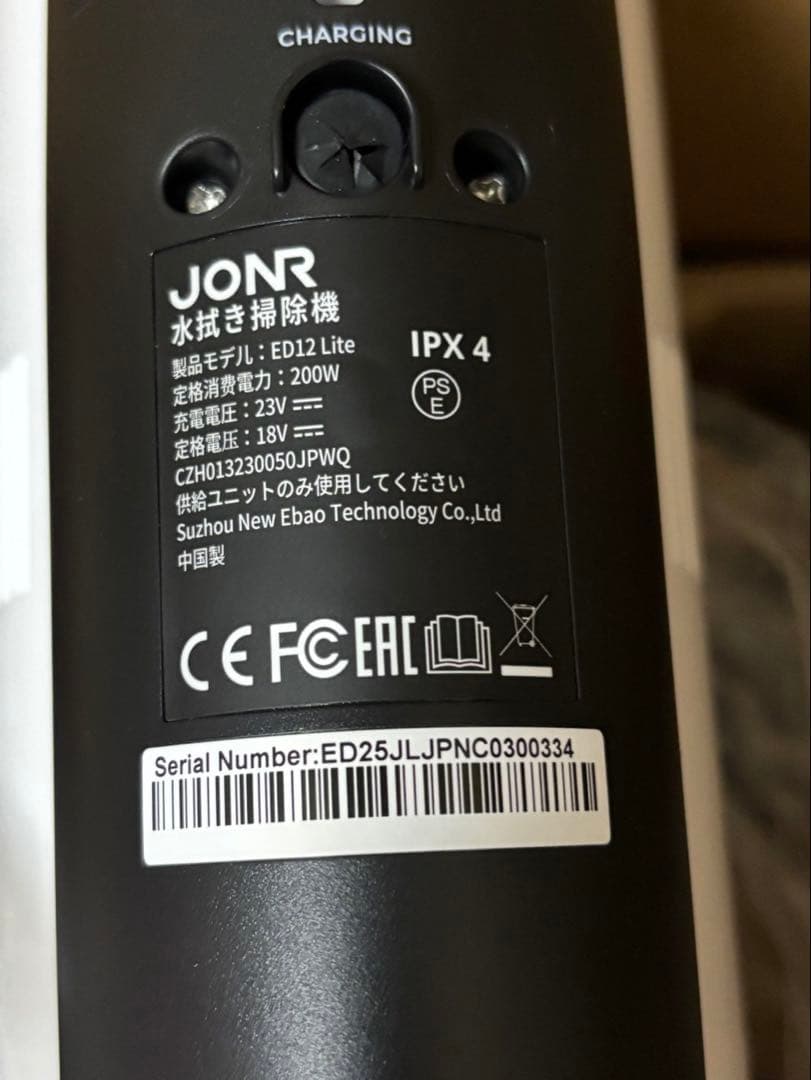 CHARGING
JONR
水拭き掃除機
製品モデル：ED12 Lite
定格消费電力：200W
充電電圧：23V
定格電压：18V
CZH013230050JPWQ
供給ユニットのみ使用してください
Suzhou New Ebao Technology Co.,Ltd
中国製
IPX 4
PS
E
CE FC EAC
Serial Number:ED25JLJPNC0300334